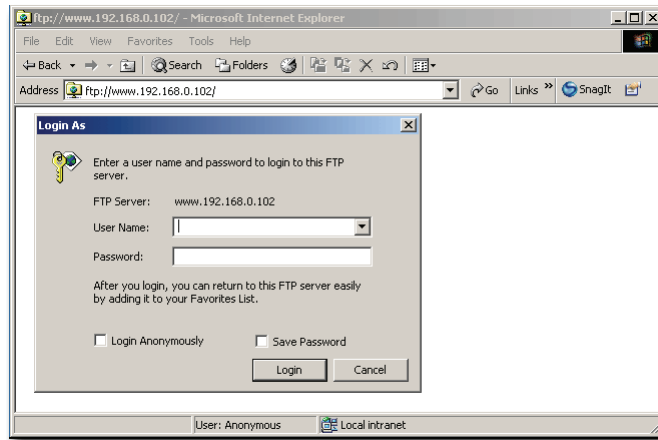 ftp://www.192.168.0.102/ - Microsoft Internet Explorer
File Edit View Favorites Tools Help
Back Search Folders
Address ftp://www.192.168.0.102/ Go Links » SnagIt
Login As
Enter a user name and password to login to this FTP
server.
FTP Server: www.192.168.0.102
User Name:
Password:
After you login, you can return to this FTP server easily
by adding it to your Favorites List.
Login Anonymously Save Password
Login Cancel
User: Anonymous Local intranet